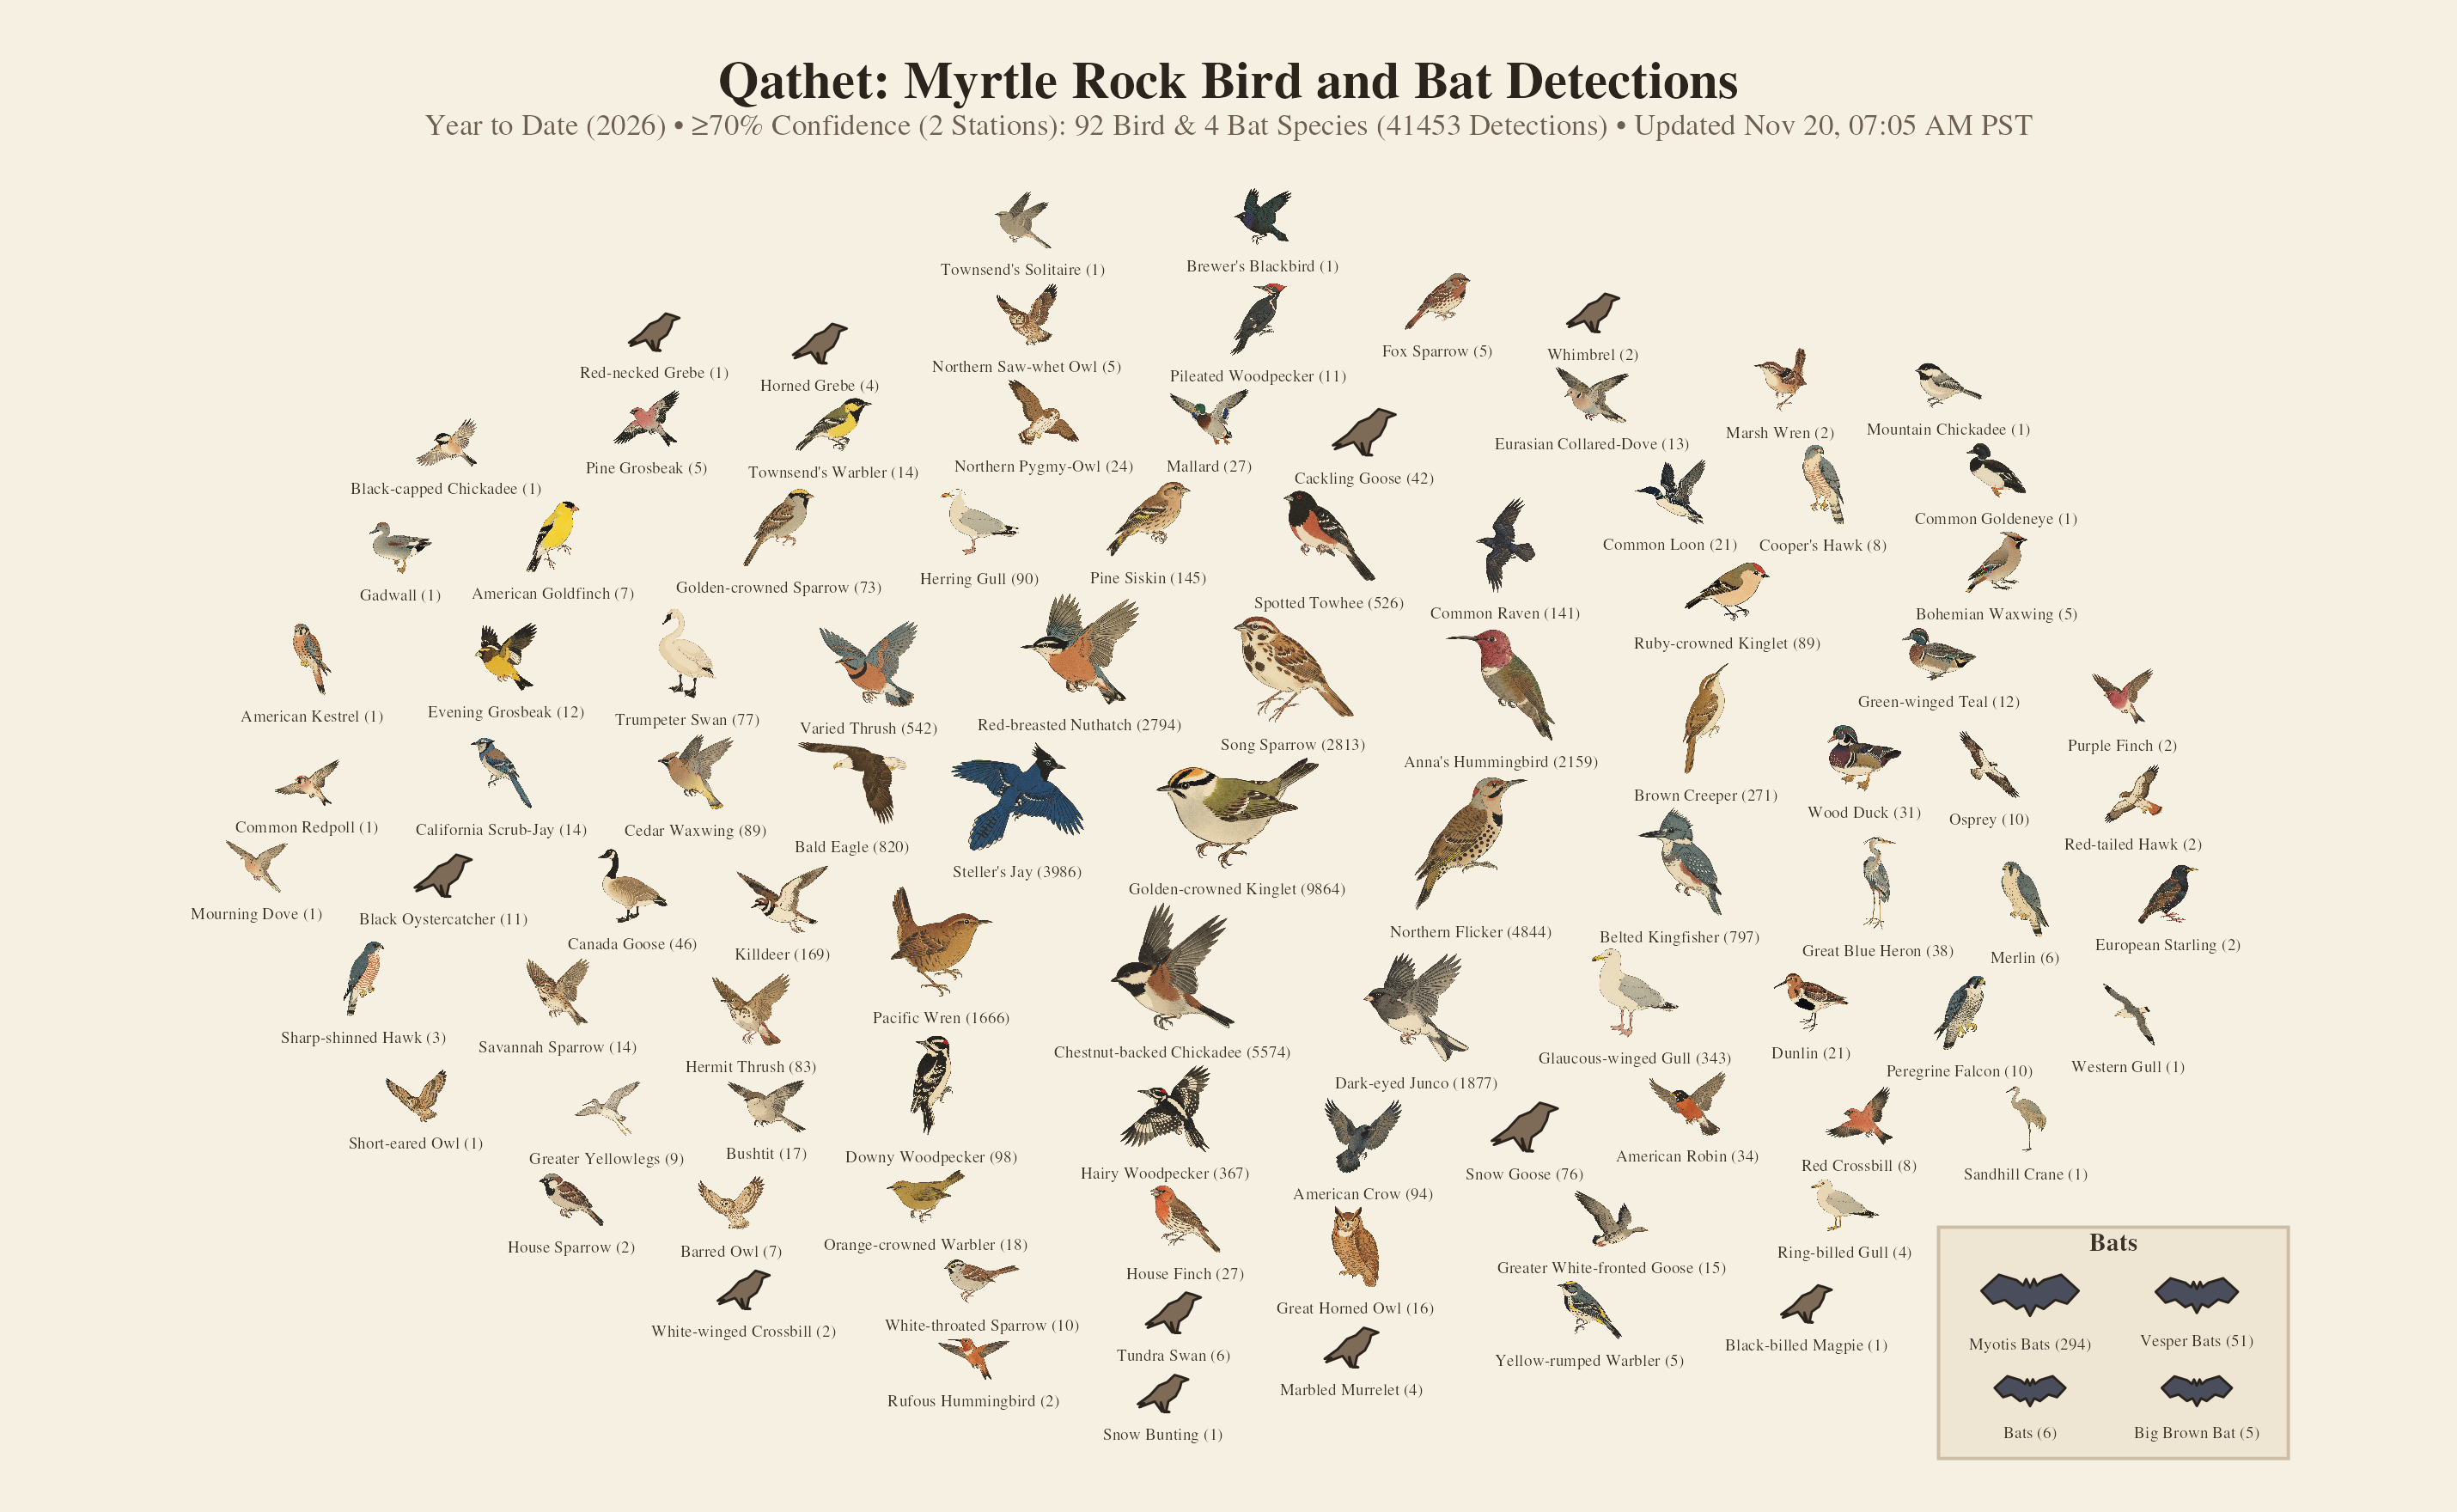 Qathet: Myrtle Rock Bird and Bat Detections
Year to Date (2026) • ≥70% Confidence (2 Stations): 92 Bird & 4 Bat Species (41453 Detections) • Updated Nov 20, 07:05 AM PST
Townsend's Solitaire (1)
Brewer's Blackbird (1)
Fox Sparrow (5)
Whimbrel (2)
Red-necked Grebe (1)
Horned Grebe (4)
Northern Saw-whet Owl (5)
Pileated Woodpecker (11)
Eurasian Collared-Dove (13)
Marsh Wren (2)
Mountain Chickadee (1)
Black-capped Chickadee (1)
Pine Grosbeak (5)
Townsend's Warbler (14)
Northern Pygmy-Owl (24)
Mallard (27)
Cackling Goose (42)
Common Loon (21)
Cooper's Hawk (8)
Common Goldeneye (1)
Gadwall (1)
American Goldfinch (7)
Golden-crowned Sparrow (73)
Herring Gull (90)
Pine Siskin (145)
Spotted Towhee (526)
Common Raven (141)
Ruby-crowned Kinglet (89)
Bohemian Waxwing (5)
American Kestrel (1)
Evening Grosbeak (12)
Trumpeter Swan (77)
Varied Thrush (542)
Red-breasted Nuthatch (2794)
Song Sparrow (2813)
Anna's Hummingbird (2159)
Brown Creeper (271)
Green-winged Teal (12)
Purple Finch (2)
Common Redpoll (1)
California Scrub-Jay (14)
Cedar Waxwing (89)
Bald Eagle (820)
Steller's Jay (3986)
Golden-crowned Kinglet (9864)
Northern Flicker (4844)
Belted Kingfisher (797)
Wood Duck (31)
Osprey (10)
Red-tailed Hawk (2)
Mourning Dove (1)
Black Oystercatcher (11)
Canada Goose (46)
Killdeer (169)
Pacific Wren (1666)
Chestnut-backed Chickadee (5574)
Dark-eyed Junco (1877)
Glaucous-winged Gull (343)
Great Blue Heron (38)
Merlin (6)
European Starling (2)
Sharp-shinned Hawk (3)
Savannah Sparrow (14)
Hermit Thrush (83)
Downy Woodpecker (98)
Hairy Woodpecker (367)
American Crow (94)
Snow Goose (76)
American Robin (34)
Dunlin (21)
Peregrine Falcon (10)
Western Gull (1)
Short-eared Owl (1)
Greater Yellowlegs (9)
Bushtit (17)
Orange-crowned Warbler (18)
House Finch (27)
Great Horned Owl (16)
Greater White-fronted Goose (15)
Red Crossbill (8)
Sandhill Crane (1)
House Sparrow (2)
Barred Owl (7)
White-throated Sparrow (10)
Tundra Swan (6)
Marbled Murrelet (4)
Yellow-rumped Warbler (5)
Ring-billed Gull (4)
White-winged Crossbill (2)
Rufous Hummingbird (2)
Snow Bunting (1)
Black-billed Magpie (1)
Bats
Myotis Bats (294)
Vesper Bats (51)
Bats (6)
Big Brown Bat (5)